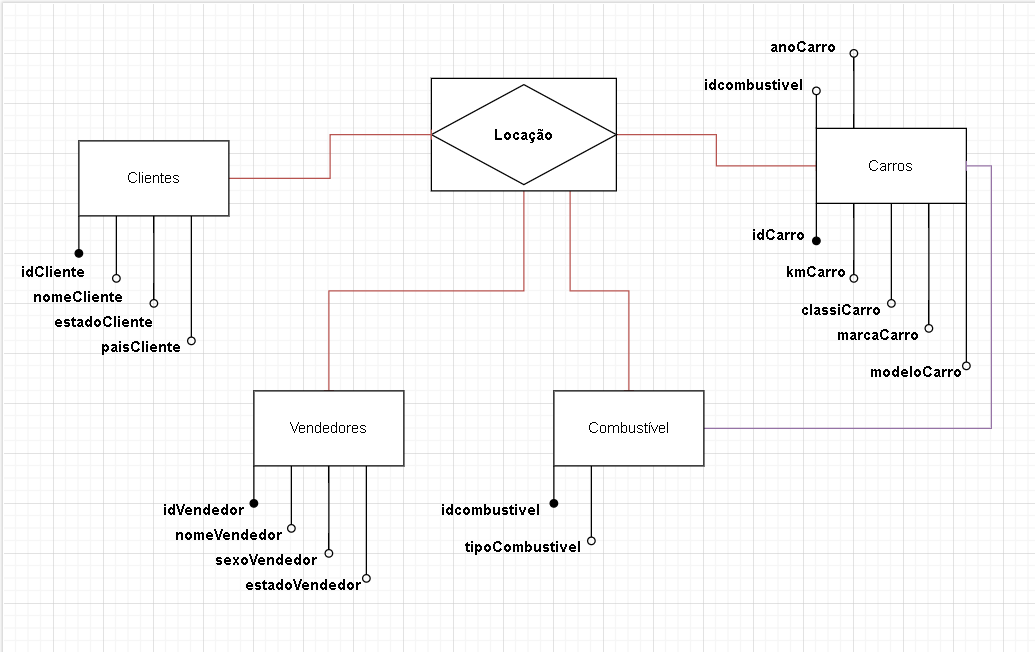 anoCarro
idcombustivel
Locação
Carros
Clientes
idCarro
idCliente
kmCarro
nomeCliente
classiCarro
estadoCliente
marcaCarro
paisCliente
modeloCarro
Vendedores
Combustível
idVendedor
idcombustivel
nomeVendedor
tipoCombustivel
sexoVendedor
estadoVendedor